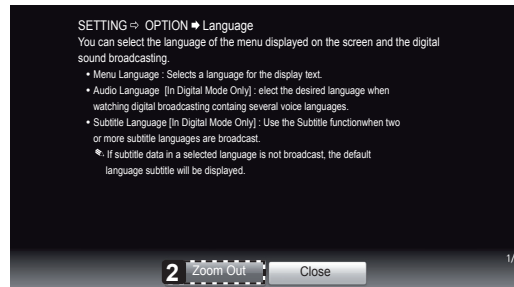 SETTING ⇨ OPTION ➡ Language
You can select the language of the menu displayed on the screen and the digital
sound broadcasting.
• Menu Language : Selects a language for the display text.
• Audio Language [In Digital Mode Only] : elect the desired language when
watching digital broadcasting containg several voice languages.
• Subtitle Language [In Digital Mode Only] : Use the Subtitle functionwhen two
or more subtitle languages are broadcast.
✎ If subtitle data in a selected language is not broadcast, the default
language subtitle will be displayed.
1/
2 Zoom Out Close